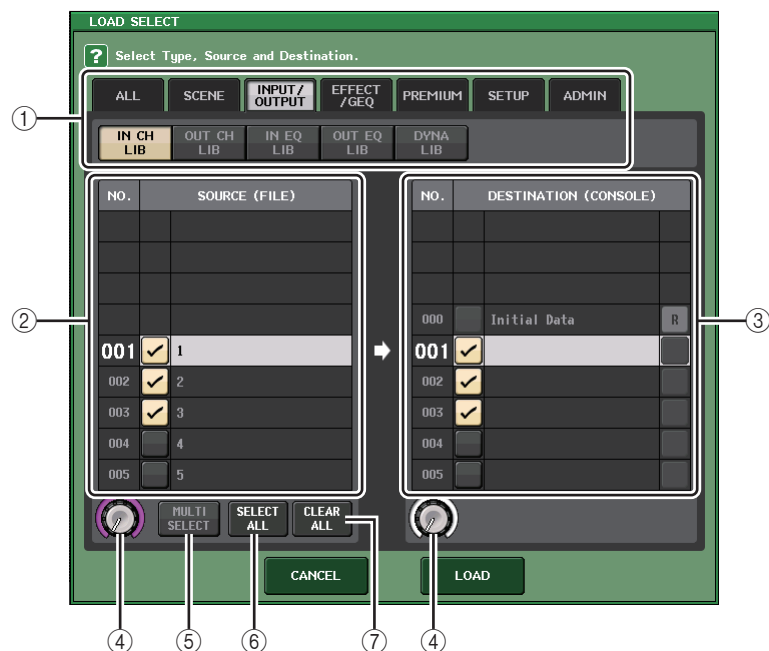 LOAD SELECT
? Select Type, Source and Destination.
ALL SCENE INPUT/ OUTPUT EFFECT /GEQ PREMIUM SETUP ADMIN
①
IN CH LIB OUT CH LIB IN EQ LIB OUT EQ LIB DYNA LIB
NO. SOURCE (FILE) NO. DESTINATION (CONSOLE)
② 000 Initial Data R ③
001 1 001
002 2 002
003 3 003
004 4 004
005 5 005
MULTI SELECT SELECT ALL CLEAR ALL
CANCEL LOAD
④ ⑤ ⑥ ⑦ ④